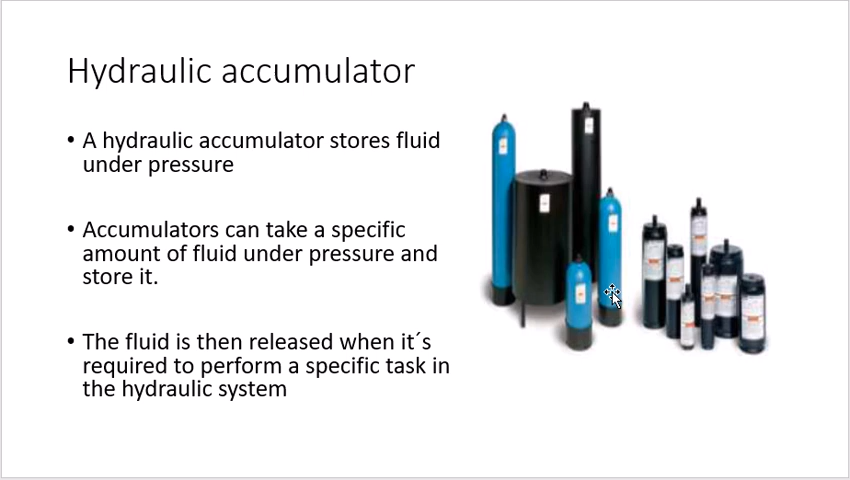 Hydraulic accumulator
• A hydraulic accumulator stores fluid
under pressure
• Accumulators can take a specific
amount of fluid under pressure and
store it.
• The fluid is then released when it´s
required to perform a specific task in
the hydraulic system